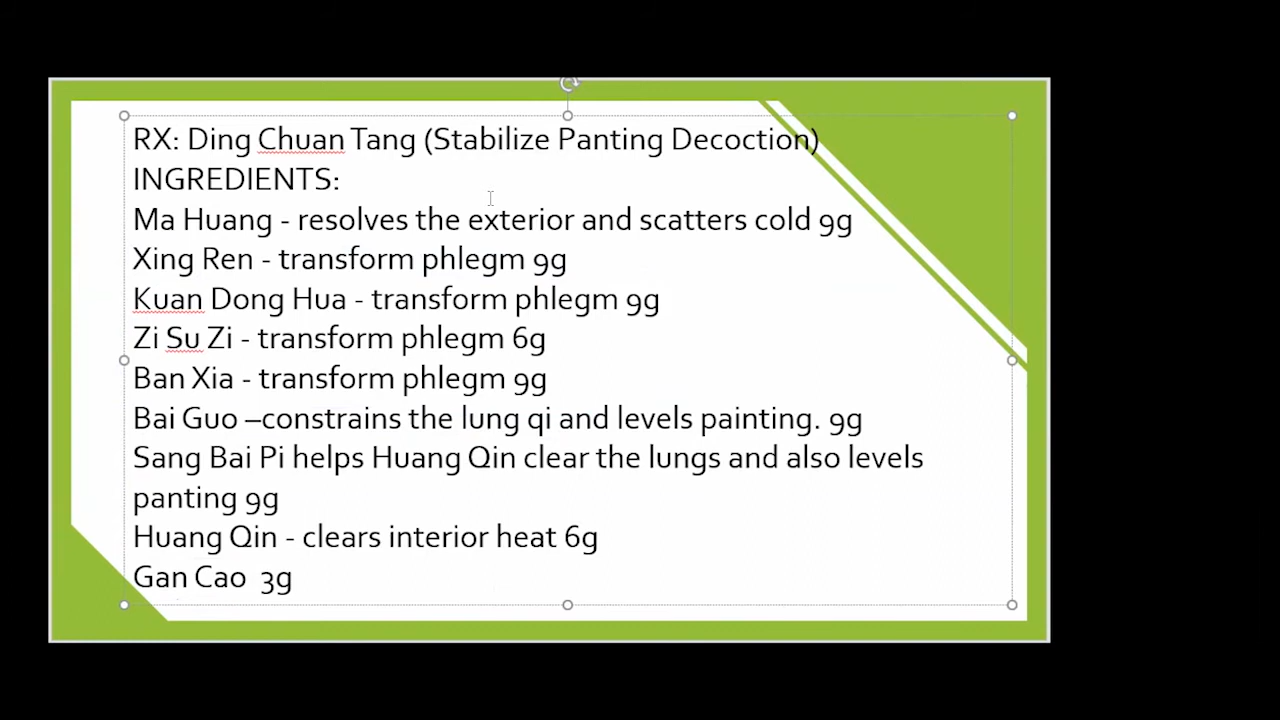 RX: Ding Chuan Tang (Stabilize Panting Decoction)
INGREDIENTS:
Ma Huang - resolves the exterior and scatters cold 9g
Xing Ren - transform phlegm 9g
Kuan Dong Hua - transform phlegm 9g
Zi Su Zi - transform phlegm 6g
Ban Xia - transform phlegm 9g
Bai Guo –constrains the lung qi and levels painting. 9g
Sang Bai Pi helps Huang Qin clear the lungs and also levels
panting 9g
Huang Qin - clears interior heat 6g
Gan Cao  3g